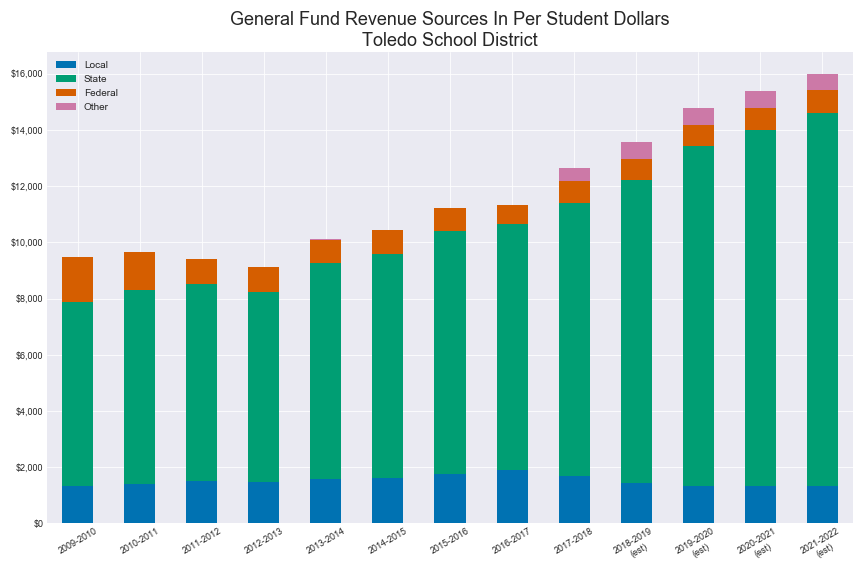 General Fund Revenue Sources In Per Student Dollars
Toledo School District
Local
State
Federal
Other
$16,000
$14,000
$12,000
$10,000
$8,000
$6,000
$4,000
$2,000
$0
2009-2010
2010-2011
2011-2012
2012-2013
2013-2014
2014-2015
2015-2016
2016-2017
2017-2018
2018-2019
(est)
2019-2020
(est)
2020-2021
(est)
2021-2022
(est)